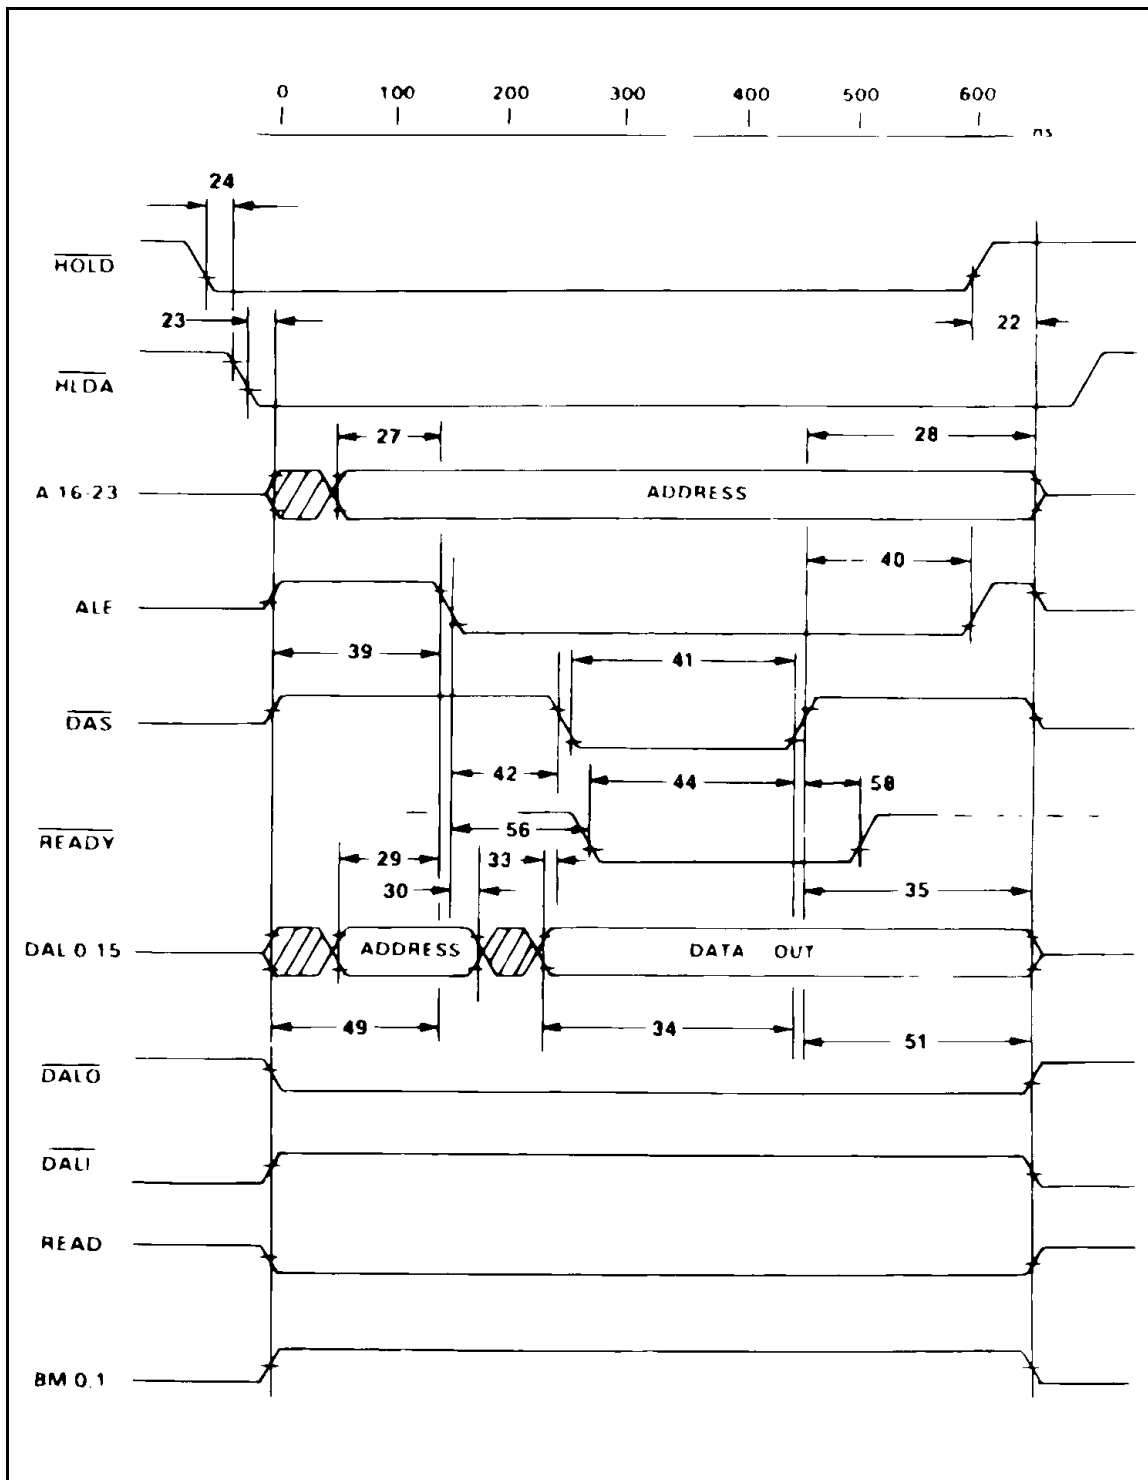 0 100 200 300 400 500 600
ns
24
HOLD
23 22
HLDA
27 28
A 16-23 ADDRESS
40
ALE
39 41
DAS
42 44 58
56
READY
29 33
30 35
DAL 0 15 ADDRESS DATA OUT
49 34 51
DALO
DALI
READ
BM 0,1